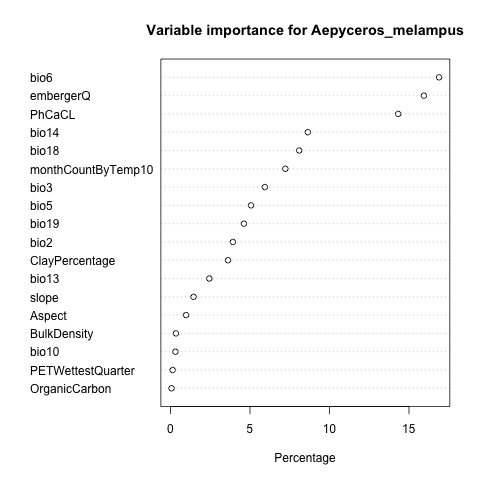 Variable importance for Aepyceros_melampus
bio6
embergerQ
PhCaCL
bio14
bio18
monthCountByTemp10
bio3
bio5
bio19
bio2
ClayPercentage
bio13
slope
Aspect
BulkDensity
bio10
PETWettestQuarter
OrganicCarbon
0 5 10 15
Percentage